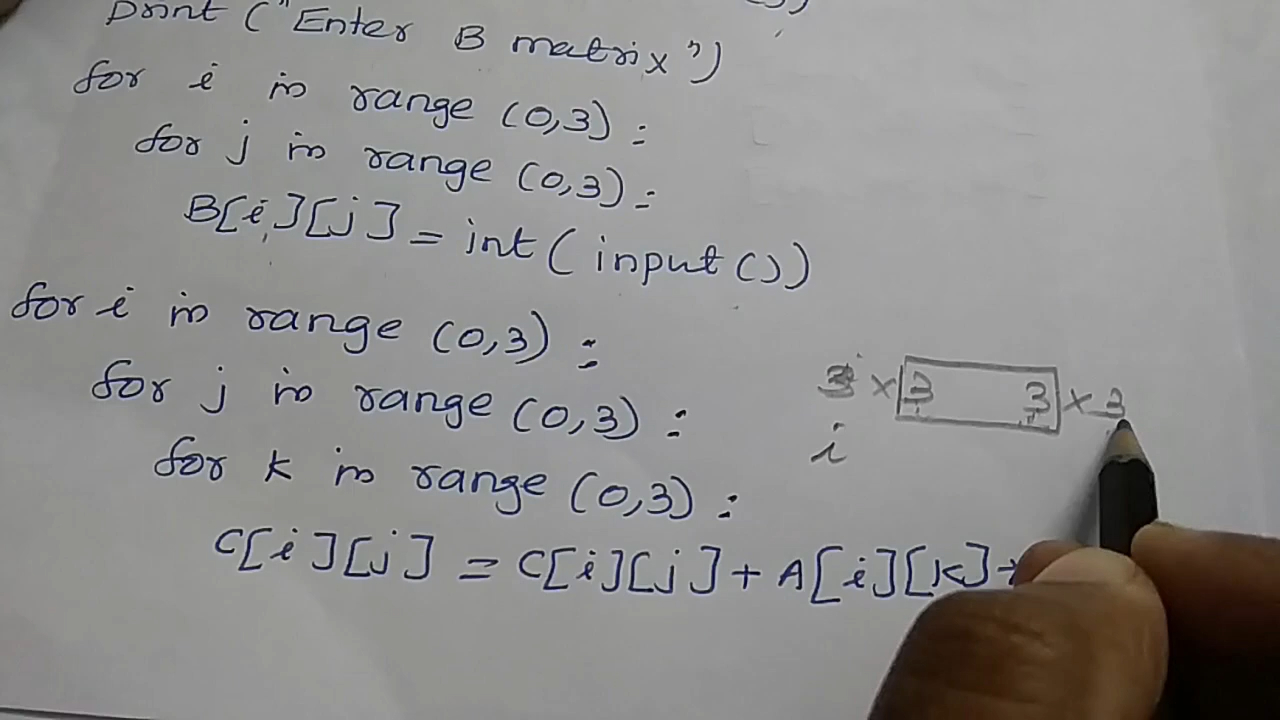 Print ("Enter B matrix")
for i in range (0,3):
for j in range (0,3):
B[i][j] = int(input())
for i in range (0,3):
for j in range (0,3):
for k in range (0,3):
C[i][j] = C[i][j] + A[i][k]
3 × 3 3 × 3
i